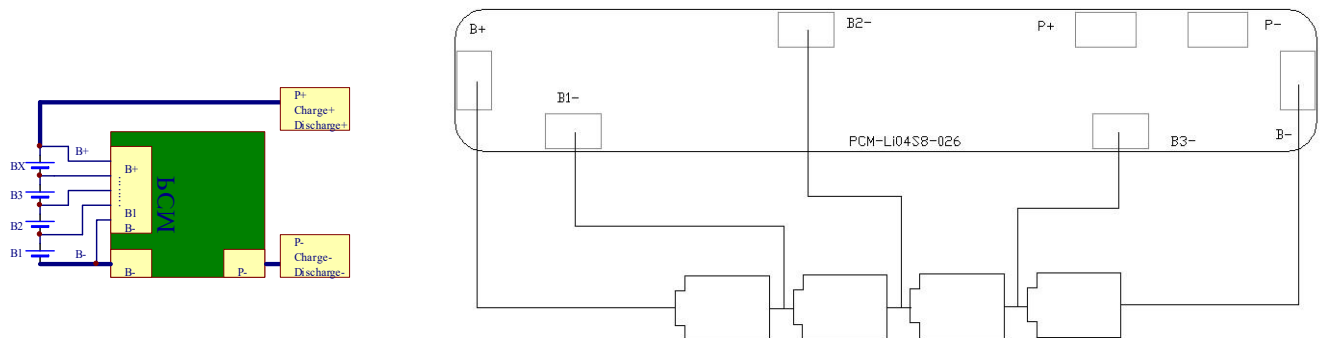 P+
Charge+
Discharge+
B+
BX
B+
B3
PCM
B1
B2
B-
B1
B-
B-
P-
P-
Charge-
Discharge-
B+
B2-
P+
P-
B1-
PCM-Li04S8-026
B3-
B-